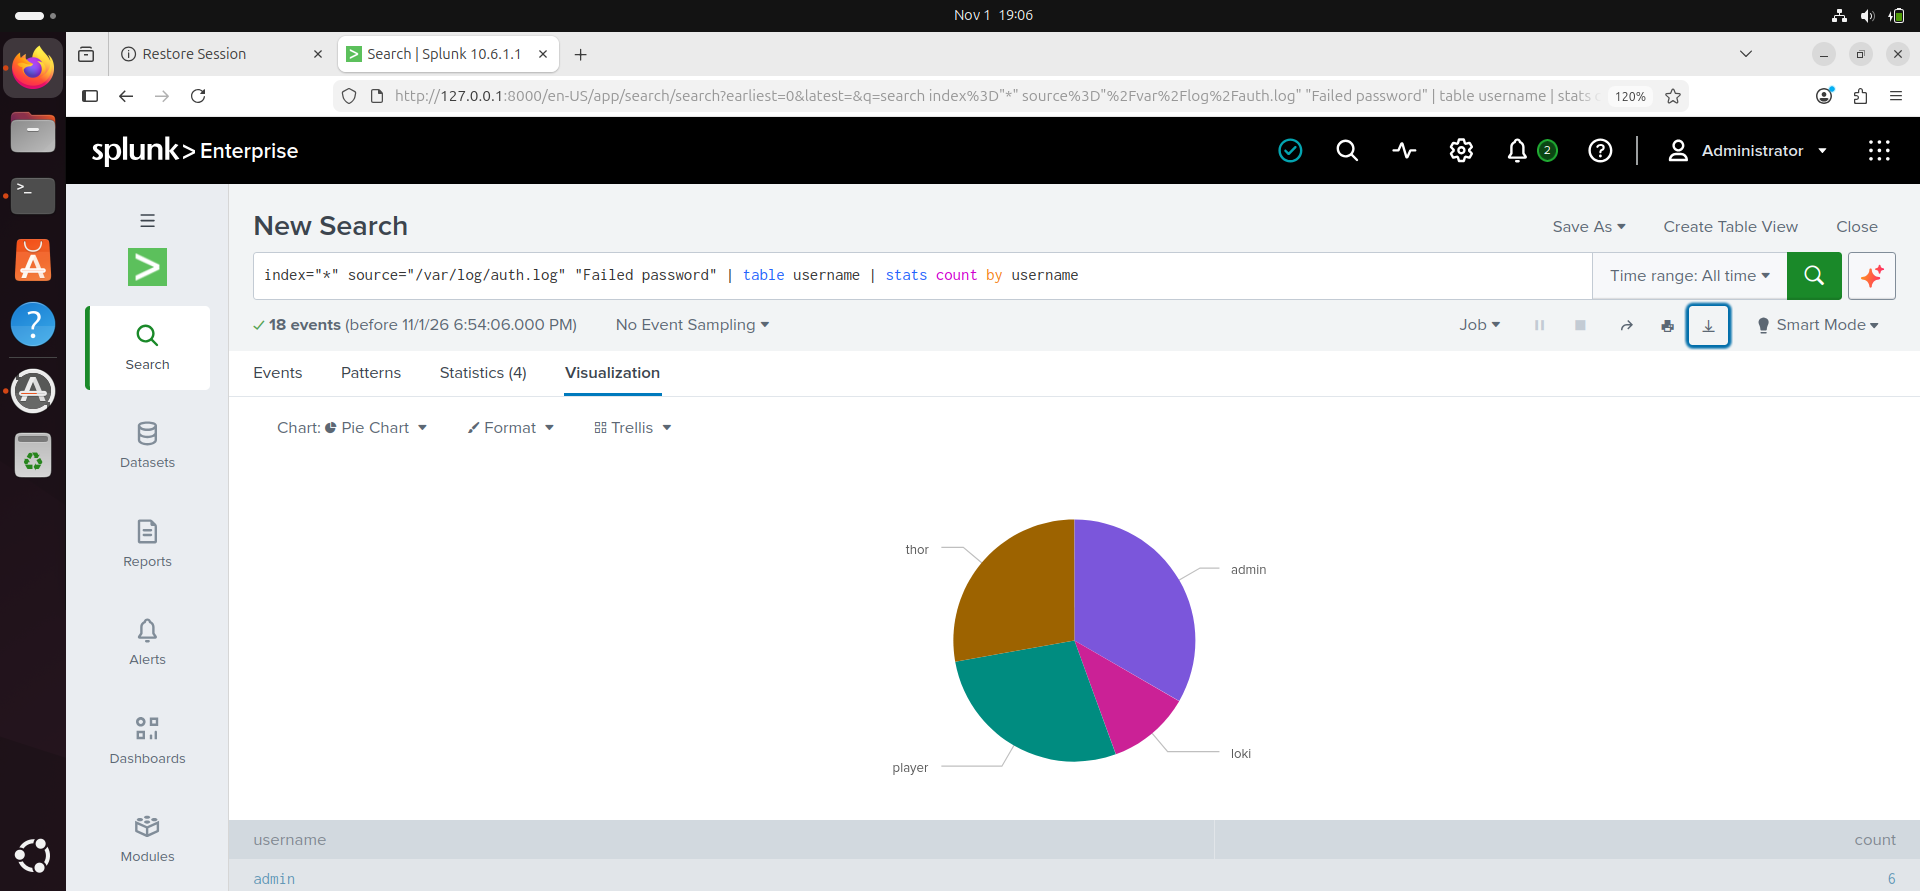 Nov 1 19:06
Restore Session
Search | Splunk 10.6.1.1
http://127.0.0.1:8000/en-US/app/search/search?earliest=0&latest=&q=search index%3D"*" source%3D"%2Fvar%2Flog%2Fauth.log" "Failed password" | table username | stats
120%
splunk>Enterprise
2
Administrator
New Search
Save As
Create Table View
Close
index="*" source="/var/log/auth.log" "Failed password" | table username | stats count by username
Time range: All time
18 events (before 11/1/26 6:54:06.000 PM)
No Event Sampling
Job
Smart Mode
Search
Datasets
Reports
Alerts
Dashboards
Modules
Events
Patterns
Statistics (4)
Visualization
Chart: Pie Chart
Format
Trellis
thor
admin
player
loki
username
count
admin
6